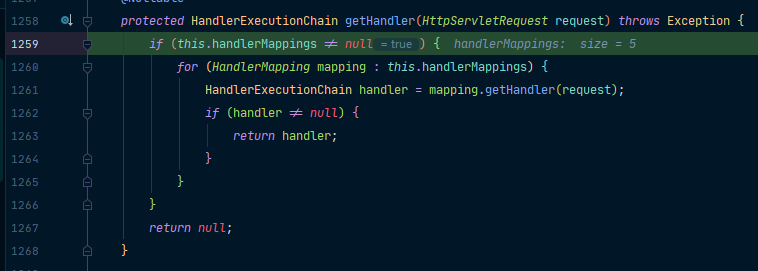 @Nullable
1258 protected HandlerExecutionChain getHandler(HttpServletRequest request) throws Exception {
1259 if (this.handlerMappings ≠ null = true ) { handlerMappings: size = 5
1260 for (HandlerMapping mapping : this.handlerMappings) {
1261 HandlerExecutionChain handler = mapping.getHandler(request);
1262 if (handler ≠ null) {
1263 return handler;
1264 }
1265 }
1266 }
1267 return null;
1268 }